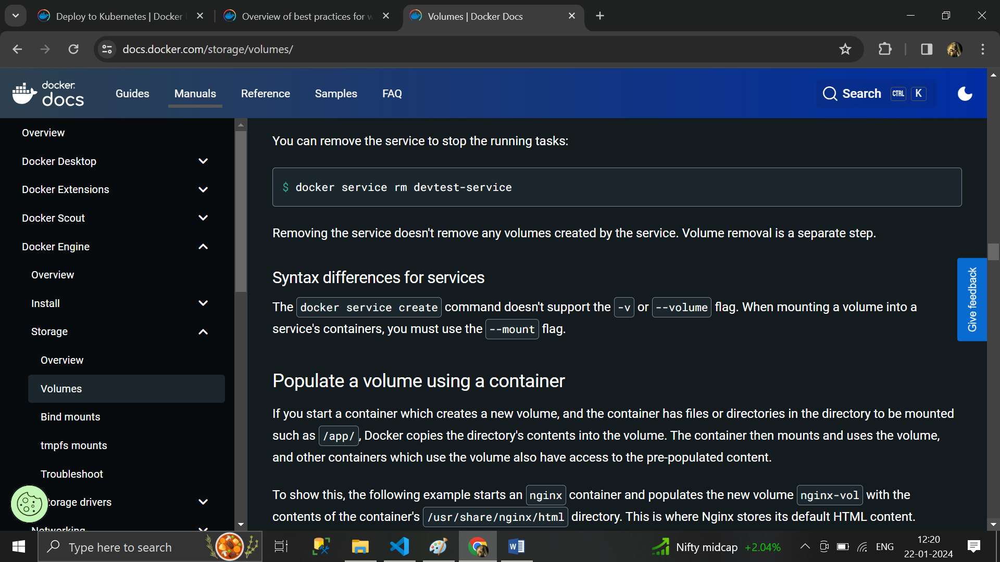 Deploy to Kubernetes | Docker
Overview of best practices for w
Volumes | Docker Docs
docs.docker.com/storage/volumes/
docker
docs
Guides
Manuals
Reference
Samples
FAQ
Search
CTRL
K
Overview
Docker Desktop
Docker Extensions
Docker Scout
Docker Engine
Overview
Install
Storage
Overview
Volumes
Bind mounts
tmpfs mounts
Troubleshoot
torage drivers
Networking
You can remove the service to stop the running tasks:
$ docker service rm devtest-service
Removing the service doesn't remove any volumes created by the service. Volume removal is a separate step.
Syntax differences for services
The docker service create command doesn't support the -v or --volume flag. When mounting a volume into a
service's containers, you must use the --mount flag.
Populate a volume using a container
If you start a container which creates a new volume, and the container has files or directories in the directory to be mounted
such as /app/, Docker copies the directory's contents into the volume. The container then mounts and uses the volume,
and other containers which use the volume also have access to the pre-populated content.
To show this, the following example starts an nginx container and populates the new volume nginx-vol with the
contents of the container's /usr/share/nginx/html directory. This is where Nginx stores its default HTML content.
Give feedback
Type here to search
Nifty midcap +2.04%
ENG
12:20
22-01-2024